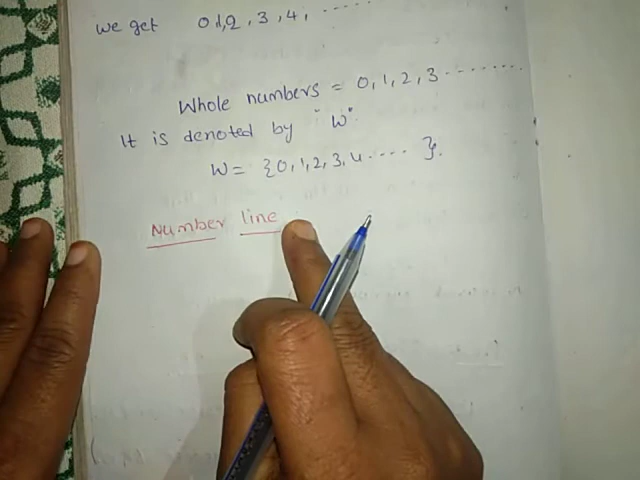 we get 0,1,2,3,4,.....
Whole numbers = 0,1,2,3........
It is denoted by "W".
W = {0,1,2,3,4.....}.
Number line